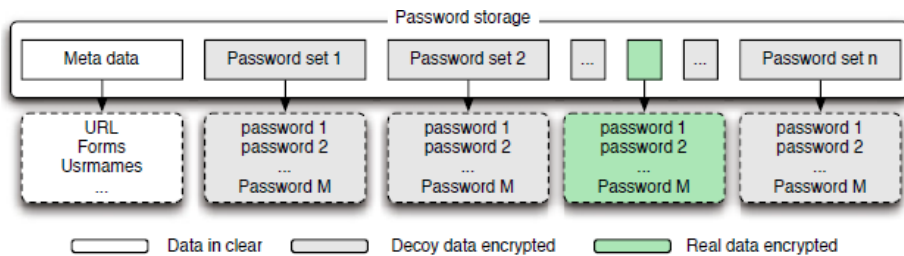 Password storage
Meta data
Password set 1
Password set 2
...
...
Password set n
URL
Forms
Usrmames
...
password 1
password 2
...
Password M
password 1
password 2
...
Password M
password 1
password 2
...
Password M
password 1
password 2
...
Password M
Data in clear
Decoy data encrypted
Real data encrypted